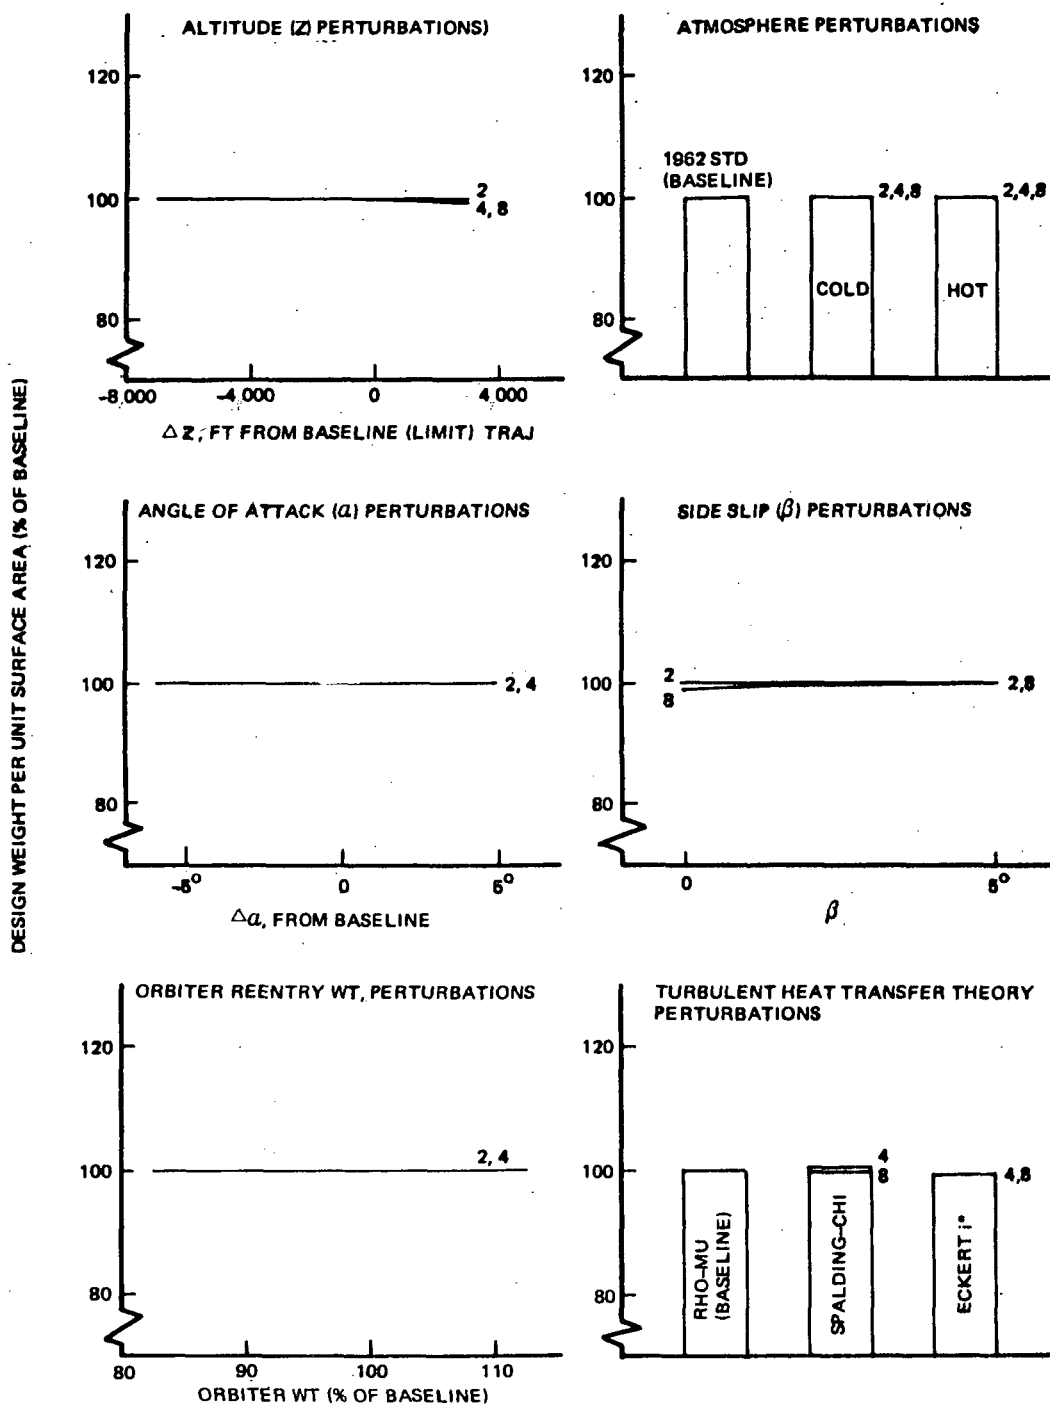 DESIGN WEIGHT PER UNIT SURFACE AREA (% OF BASELINE)
ALTITUDE (Z) PERTURBATIONS)
120
100
80
2
4, 8
-8,000 -4,000 0 4,000
ΔZ, FT FROM BASELINE (LIMIT) TRAJ
ATMOSPHERE PERTURBATIONS
120
100
80
1962 STD
(BASELINE)
2,4,8
2,4,8
COLD
HOT
ANGLE OF ATTACK (α) PERTURBATIONS
120
100
80
2, 4
-5° 0 5°
Δα, FROM BASELINE
SIDE SLIP (β) PERTURBATIONS
120
100
80
2
8
2,8
0 5°
β
ORBITER REENTRY WT, PERTURBATIONS
120
100
80
2, 4
80 90 100 110
ORBITER WT (% OF BASELINE)
TURBULENT HEAT TRANSFER THEORY
PERTURBATIONS
120
100
80
4
8
4,8
RHO-MU
(BASELINE)
SPALDING-CHI
ECKERT i*